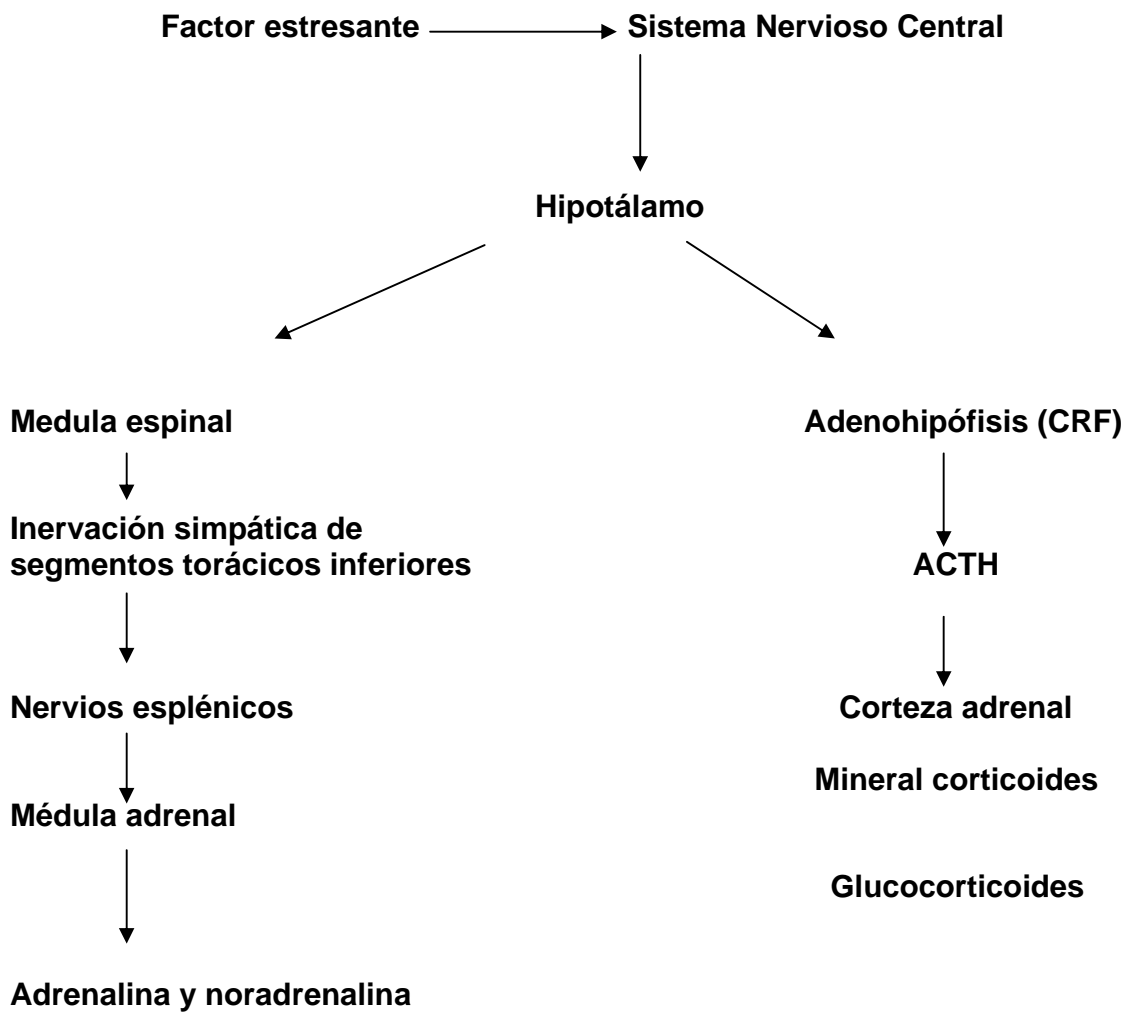 Factor estresante
Sistema Nervioso Central
Hipotálamo
Medula espinal
Adenohipófisis (CRF)
Inervación simpática de
segmentos torácicos inferiores
ACTH
Nervios esplénicos
Corteza adrenal
Mineral corticoides
Médula adrenal
Glucocorticoides
Adrenalina y noradrenalina